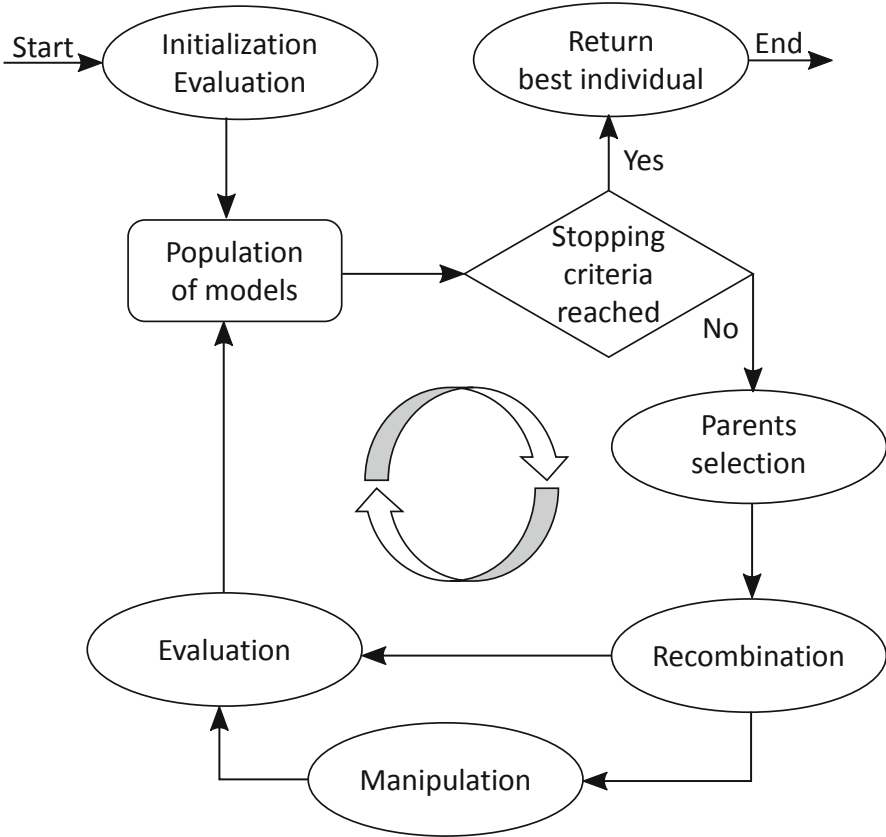 Start
Initialization
Evaluation
Return
best individual
End
Yes
Population
of models
Stopping
criteria
reached
No
Parents
selection
Evaluation
Recombination
Manipulation